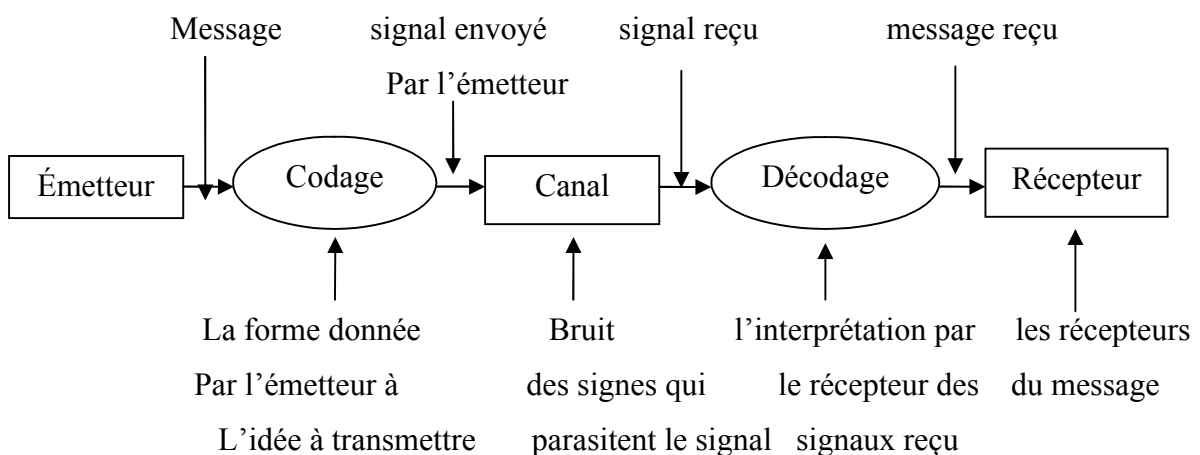 Message signal envoyé signal reçu message reçu
Par l’émetteur
Émetteur Codage Canal Décodage Récepteur
La forme donnée Bruit l’interprétation par les récepteurs
Par l’émetteur à des signes qui le récepteur des du message
L’idée à transmettre parasitent le signal signaux reçu